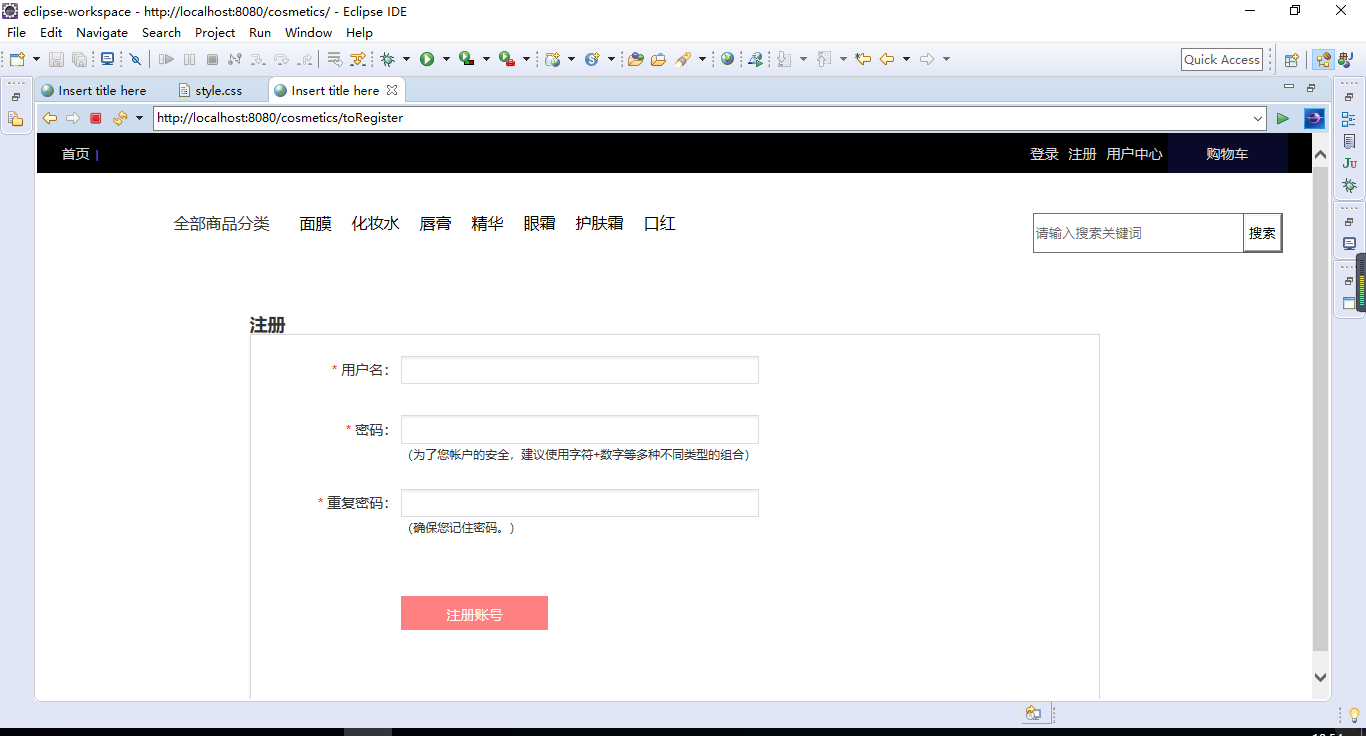 eclipse-workspace - http://localhost:8080/cosmetics/ - Eclipse IDE
File Edit Navigate Search Project Run Window Help
Quick Access
Insert title here style.css Insert title here
http://localhost:8080/cosmetics/toRegister
首页 | 登录 注册 用户中心 购物车
全部商品分类 面膜 化妆水 唇膏 精华 眼霜 护肤霜 口红 请输入搜素关键词 搜索
注册
* 用户名：
* 密码：
（为了您帐户的安全，建议使用字符+数字等多种不同类型的组合）
* 重复密码：
（确保您记住密码。）
注册账号